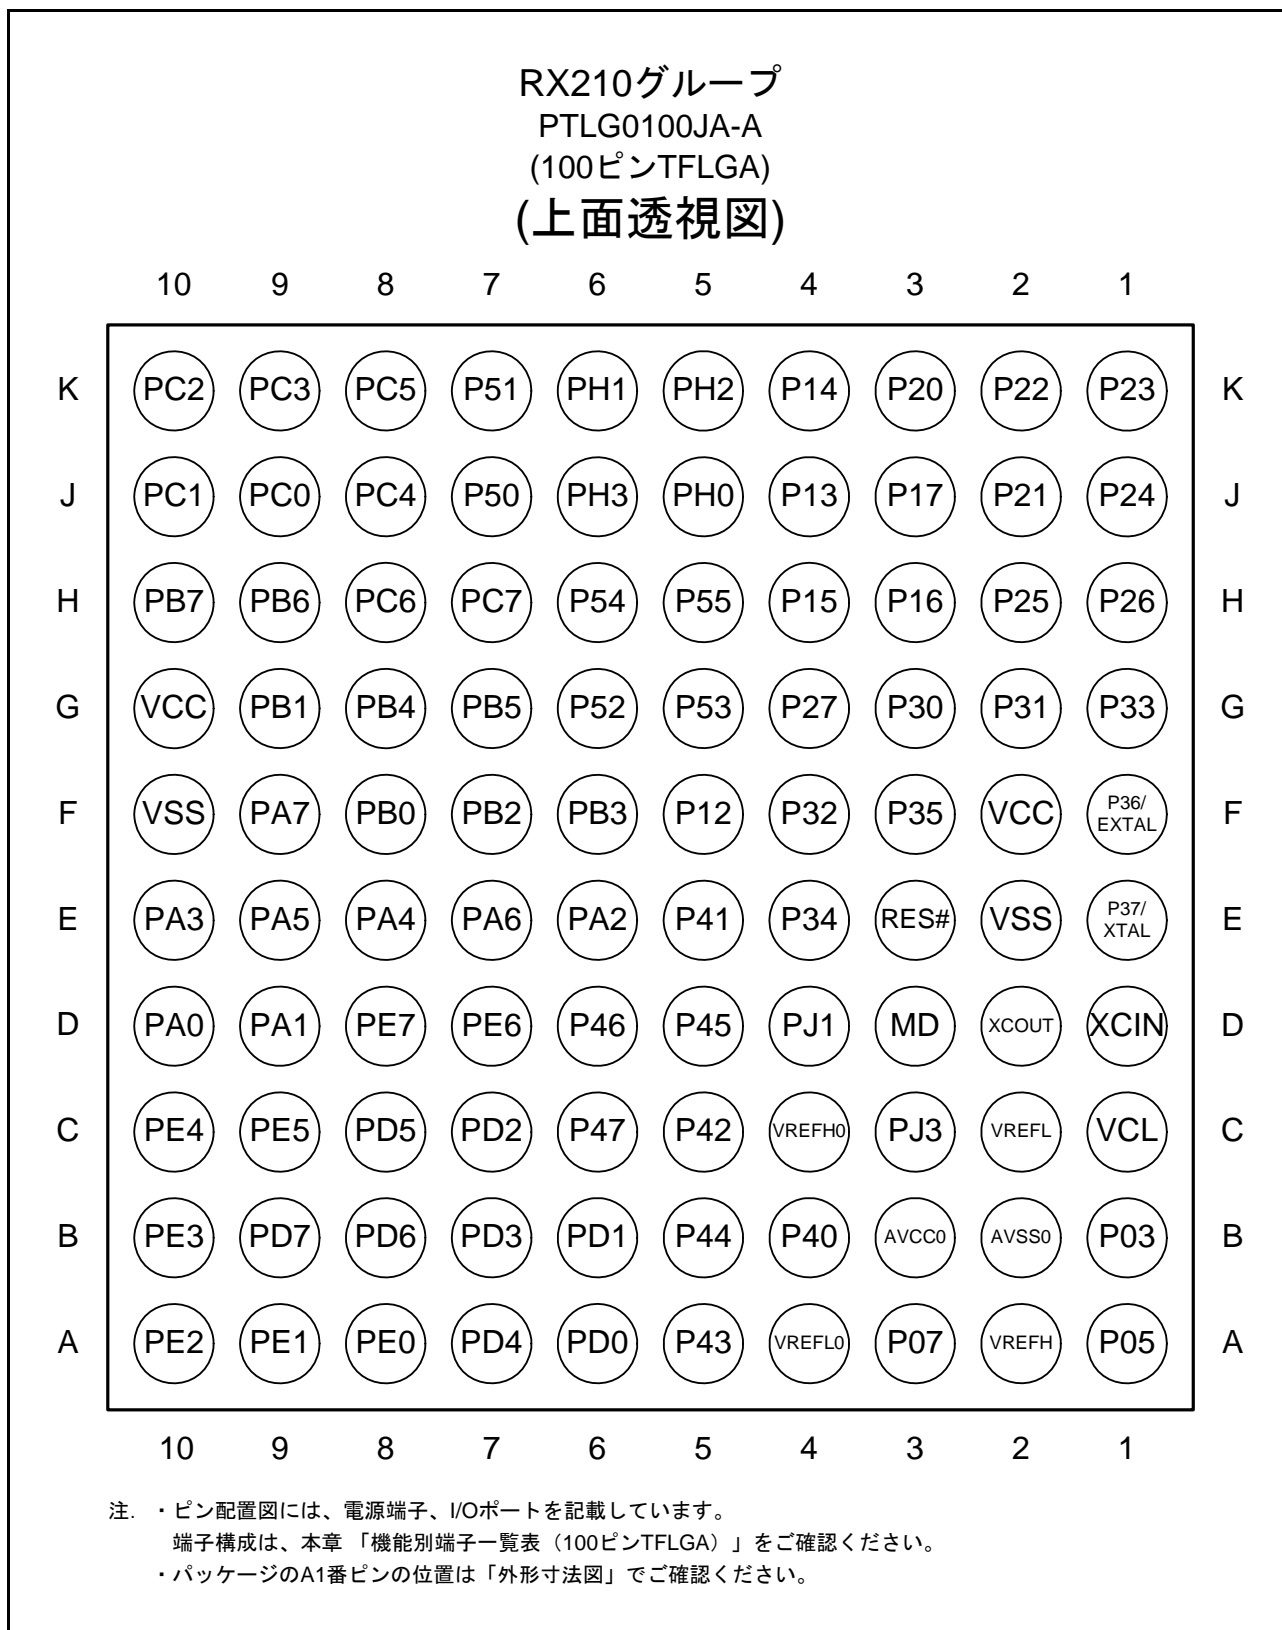 RX210グループ
PTLG0100JA-A
(100ピンTFLGA)
(上面透視図)
10 9 8 7 6 5 4 3 2 1
K PC2 PC3 PC5 P51 PH1 PH2 P14 P20 P22 P23 K
J PC1 PC0 PC4 P50 PH3 PH0 P13 P17 P21 P24 J
H PB7 PB6 PC6 PC7 P54 P55 P15 P16 P25 P26 H
G VCC PB1 PB4 PB5 P52 P53 P27 P30 P31 P33 G
F VSS PA7 PB0 PB2 PB3 P12 P32 P35 VCC P36/EXTAL F
E PA3 PA5 PA4 PA6 PA2 P41 P34 RES# VSS P37/XTAL E
D PA0 PA1 PE7 PE6 P46 P45 PJ1 MD XCOUT XCIN D
C PE4 PE5 PD5 PD2 P47 P42 VREFH0 PJ3 VREFL VCL C
B PE3 PD7 PD6 PD3 PD1 P44 P40 AVCC0 AVSS0 P03 B
A PE2 PE1 PE0 PD4 PD0 P43 VREFL0 P07 VREFH P05 A
10 9 8 7 6 5 4 3 2 1
注. ・ピン配置図には、電源端子、I/Oポートを記載しています。
端子構成は、本章 「機能別端子一覧表（100ピンTFLGA）」をご確認ください。
・パッケージのA1番ピンの位置は「外形寸法図」でご確認ください。